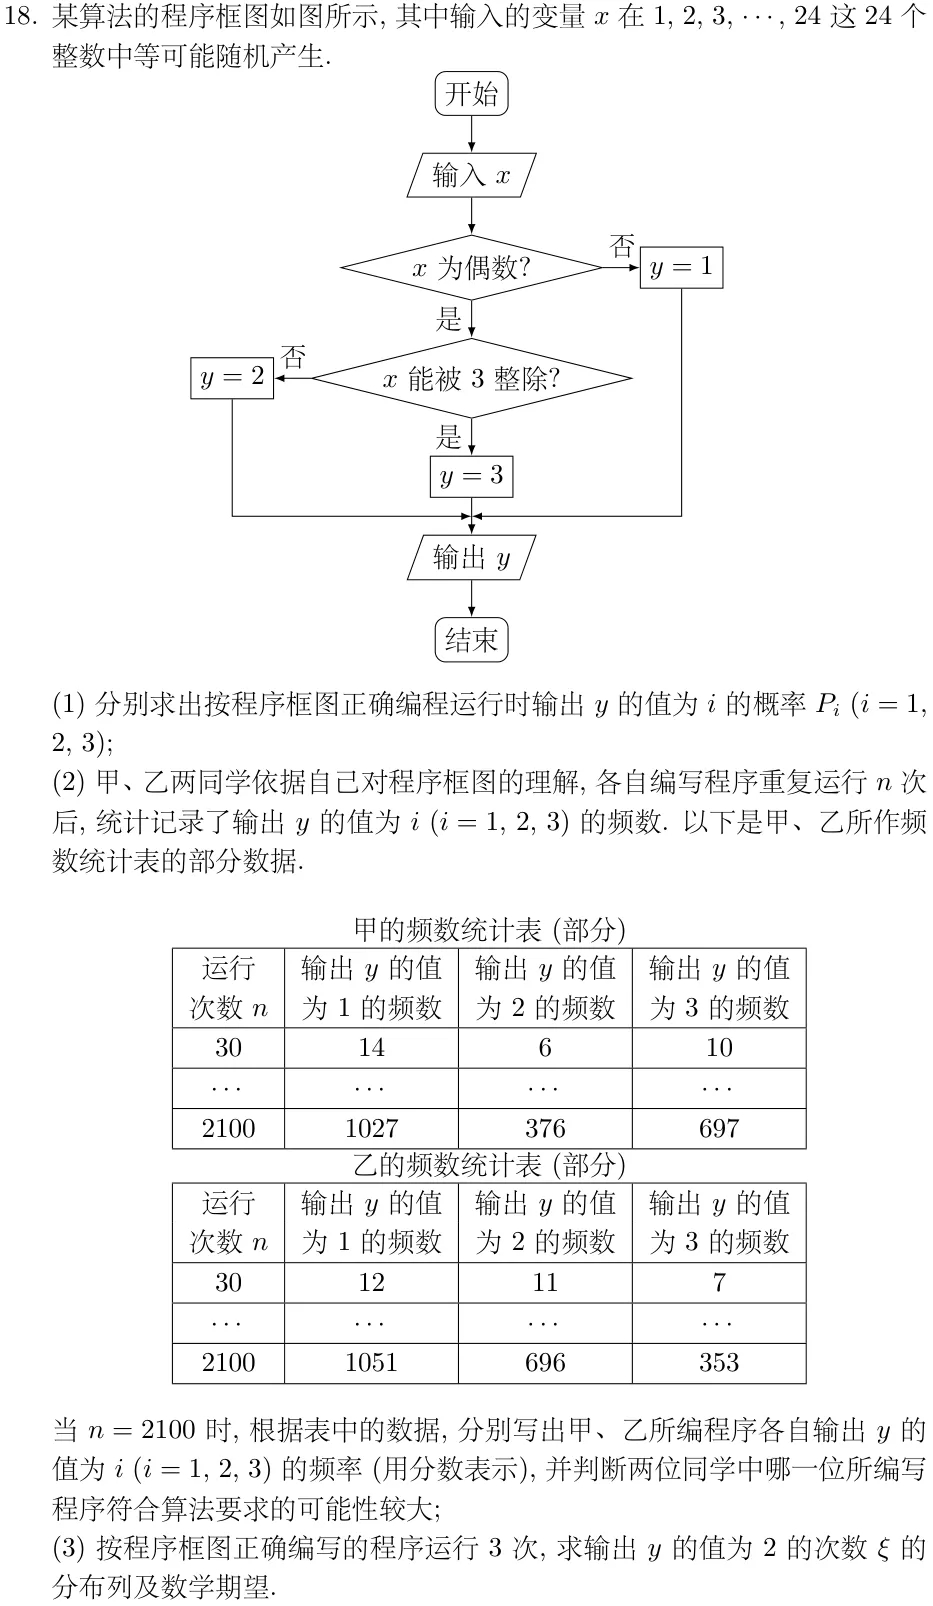 18. 某算法的程序框图如图所示, 其中输入的变量 x 在 1, 2, 3, ···, 24 这 24 个
整数中等可能随机产生.
开始
输入 x
x 为偶数?
否
y = 1
是
x 能被 3 整除?
否
y = 2
是
y = 3
输出 y
结束
(1) 分别求出按程序框图正确编程运行时输出 y 的值为 i 的概率 P_i (i = 1,
2, 3);
(2) 甲、乙两同学依据自己对程序框图的理解, 各自编写程序重复运行 n 次
后, 统计记录了输出 y 的值为 i (i = 1, 2, 3) 的频数. 以下是甲、乙所作频
数统计表的部分数据.
甲的频数统计表 (部分)
运行 输出 y 的值 输出 y 的值 输出 y 的值
次数 n 为 1 的频数 为 2 的频数 为 3 的频数
30 14 6 10
··· ··· ··· ···
2100 1027 376 697
乙的频数统计表 (部分)
运行 输出 y 的值 输出 y 的值 输出 y 的值
次数 n 为 1 的频数 为 2 的频数 为 3 的频数
30 12 11 7
··· ··· ··· ···
2100 1051 696 353
当 n = 2100 时, 根据表中的数据, 分别写出甲、乙所编程序各自输出 y 的
值为 i (i = 1, 2, 3) 的频率 (用分数表示), 并判断两位同学中哪一位所编写
程序符合算法要求的可能性较大;
(3) 按程序框图正确编写的程序运行 3 次, 求输出 y 的值为 2 的次数 ξ 的
分布列及数学期望.